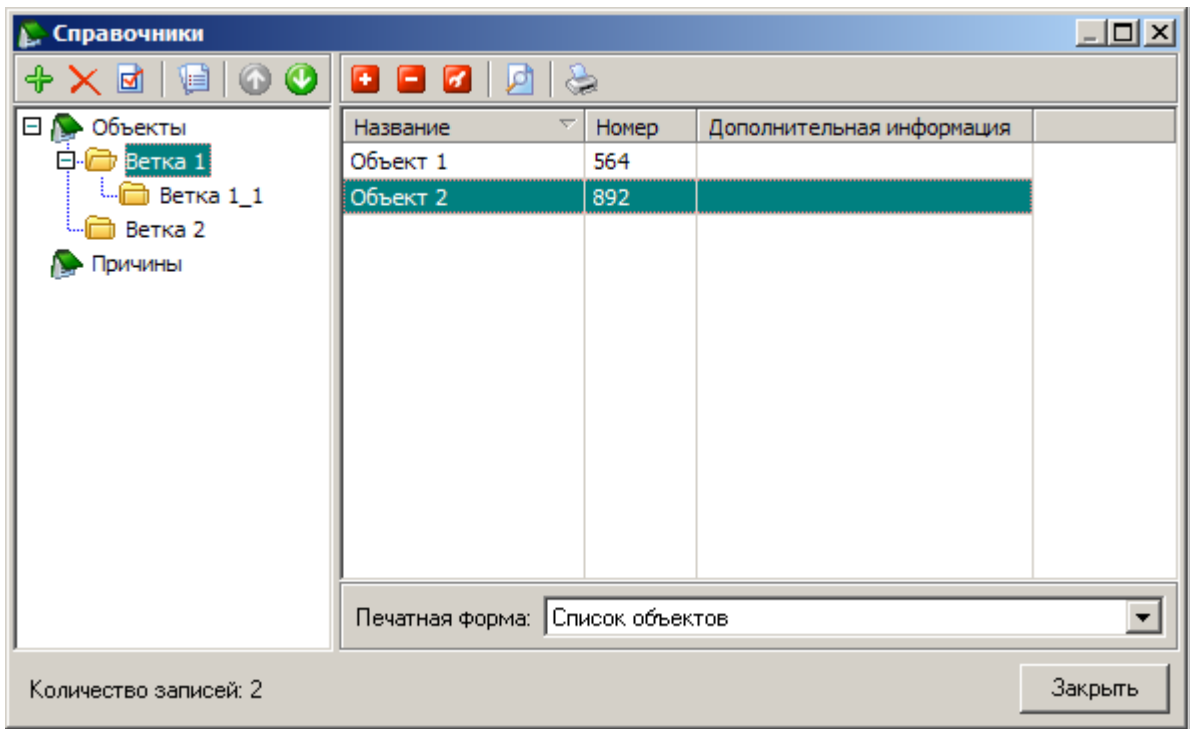 Справочники
Объекты
Ветка 1
Ветка 1_1
Ветка 2
Причины
Название Номер Дополнительная информация
Объект 1 564
Объект 2 892
Печатная форма: Список объектов
Количество записей: 2
Закрыть